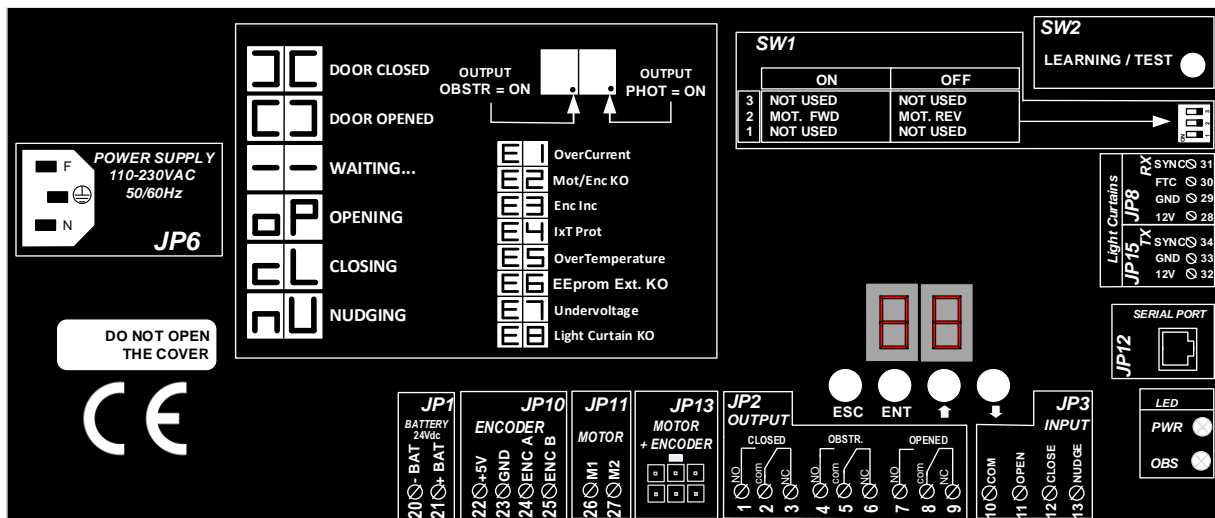 POWER SUPPLY
110-230VAC
50/60Hz
F
N
JP6
DO NOT OPEN
THE COVER
CE
DOOR CLOSED
DOOR OPENED
-- WAITING...
oP OPENING
cL CLOSING
nU NUDGING
OUTPUT
OBSTR = ON
OUTPUT
PHOT = ON
E1 OverCurrent
E2 Mot/Enc KO
E3 Enc Inc
E4 IxT Prot
E5 OverTemperature
E6 EEprom Ext. KO
E7 Undervoltage
E8 Light Curtain KO
SW1
ON OFF
3 NOT USED NOT USED
2 MOT. FWD MOT. REV
1 NOT USED NOT USED
ON
1 2 3
SW2
LEARNING / TEST
Light Curtains
JP8
RX
SYNC 31
FTC 30
GND 29
12V 28
JP15
TX
SYNC 34
GND 33
12V 32
SERIAL PORT
JP12
LED
PWR
OBS
88
ESC ENT
JP1
BATTERY
24Vdc
20 - BAT
21 + BAT
JP10
ENCODER
22 +5V
23 GND
24 ENC A
25 ENC B
JP11
MOTOR
26 M1
27 M2
JP13
MOTOR
+ ENCODER
JP2
OUTPUT
CLOSED
NO com NC
1 2 3
OBSTR.
NO com NC
4 5 6
OPENED
NO com NC
7 8 9
JP3
INPUT
10 COM
11 OPEN
12 CLOSE
13 NUDGE